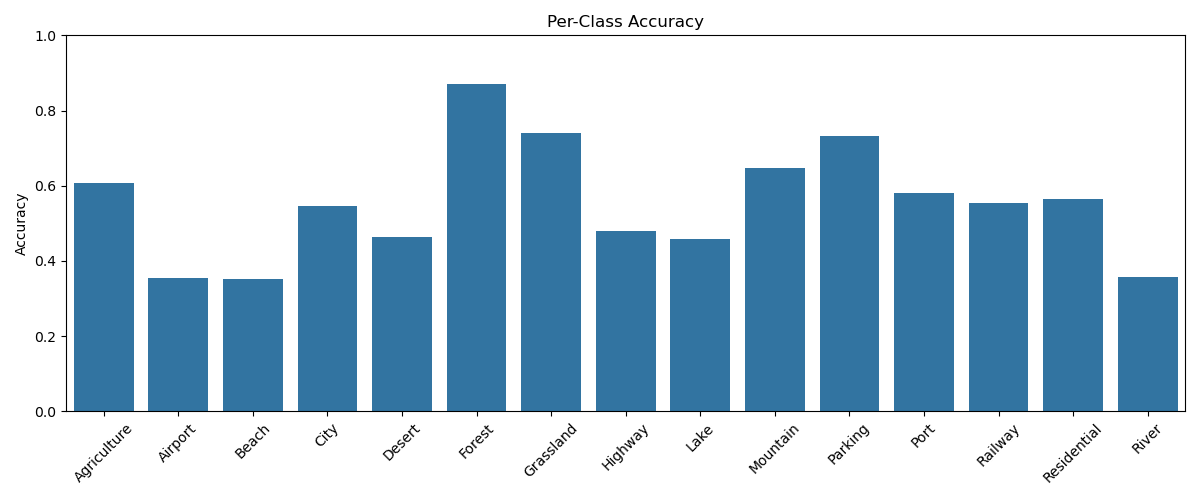 Per-Class Accuracy
1.0
0.8
0.6
0.4
0.2
0.0
Accuracy
Agriculture
Airport
Beach
City
Desert
Forest
Grassland
Highway
Lake
Mountain
Parking
Port
Railway
Residential
River